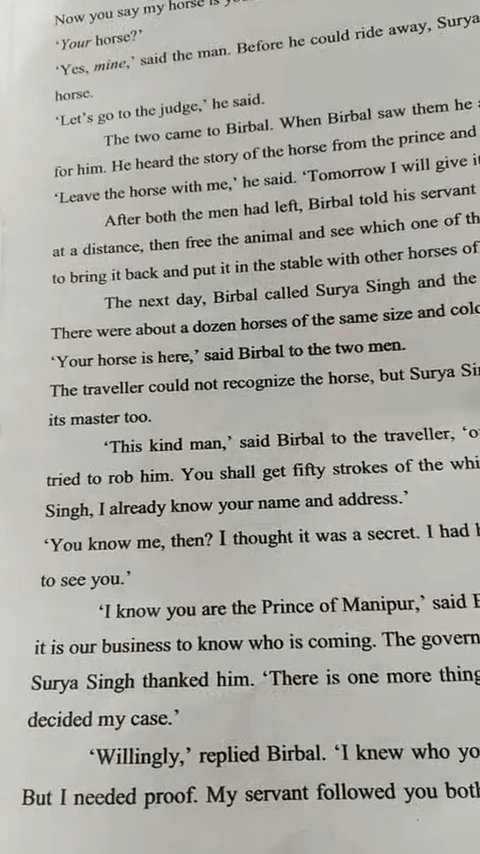 Now you say my horse is
'Your horse?'
'Yes, mine,' said the man. Before he could ride away, Surya
horse.
'Let's go to the judge,' he said.
The two came to Birbal. When Birbal saw them he
for him. He heard the story of the horse from the prince and
'Leave the horse with me,' he said. 'Tomorrow I will give
After both the men had left, Birbal told his servant
at a distance, then free the animal and see which one of
to bring it back and put it in the stable with other horses of
The next day, Birbal called Surya Singh and the
There were about a dozen horses of the same size and
'Your horse is here,' said Birbal to the two men.
The traveller could not recognize the horse, but Surya
its master too.
'This kind man,' said Birbal to the traveller,
tried to rob him. You shall get fifty strokes of the
Singh, I already know your name and address.'
'You know me, then? I thought it was a secret. I had
to see you.'
'I know you are the Prince of Manipur,' said
it is our business to know who is coming. The
Surya Singh thanked him. 'There is one more thing
decided my case.'
'Willingly,' replied Birbal. 'I knew who
But I needed proof. My servant followed you both